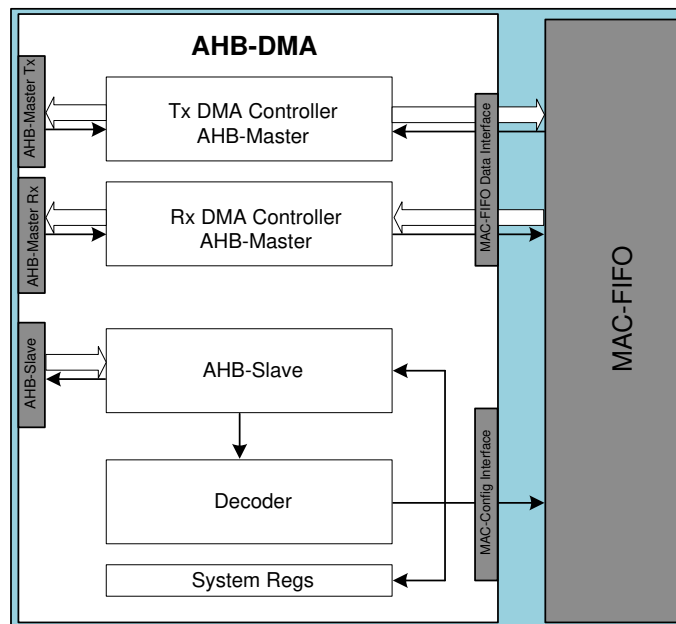 AHB-DMA
AHB-Master Tx
Tx DMA Controller
AHB-Master
MAC-FIFO Data Interface
AHB-Master Rx
Rx DMA Controller
AHB-Master
MAC-FIFO
AHB-Slave
AHB-Slave
Decoder
MAC-Config Interface
System Regs